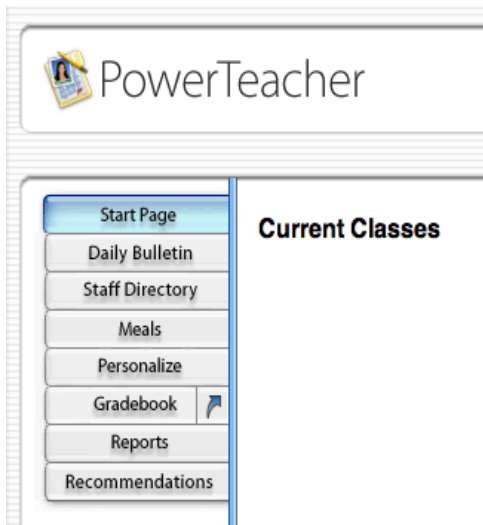 PowerTeacher
Start Page
Daily Bulletin
Staff Directory
Meals
Personalize
Gradebook
Reports
Recommendations
Current Classes